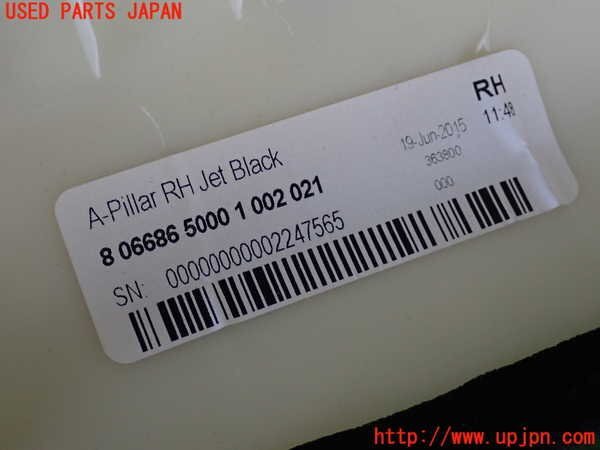 USED PARTS JAPAN
RH
19-Jun-2015 11:48
363800
000
A-Pillar RH Jet Black
8 06686 5000 1 002 021
SN: 00000000002247565
http://www.upjpn.com/